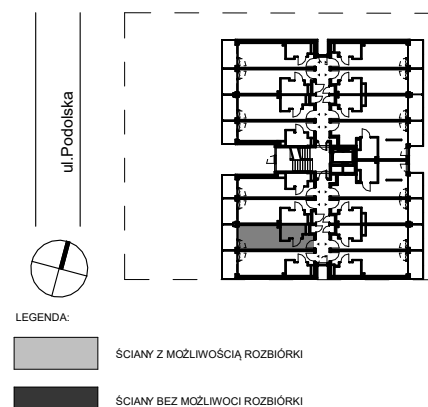 ul.Podolska
LEGENDA:
ŚCIANY Z MOŻLIWOŚCIĄ ROZBIÓRKI
ŚCIANY BEZ MOŻLIWOCI ROZBIÓRKI